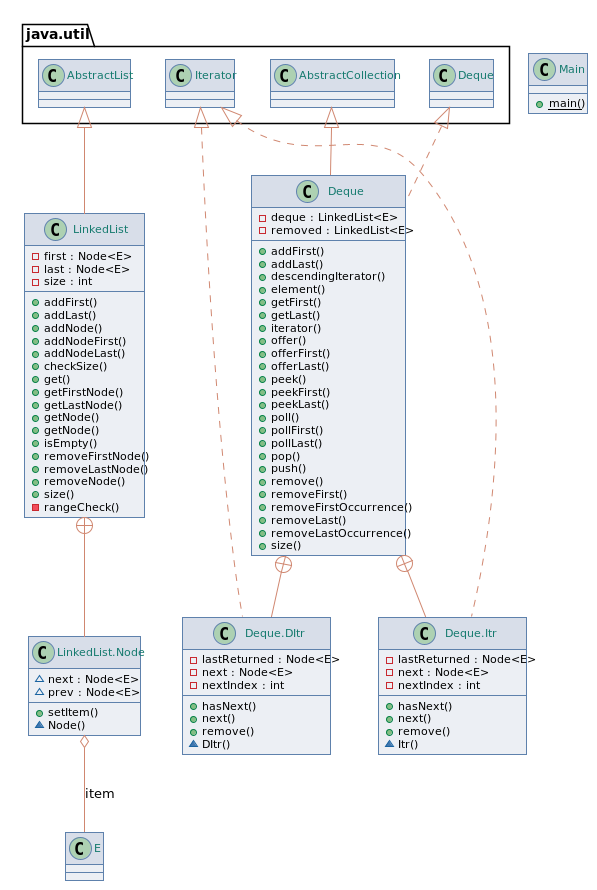 java.util
C AbstractList
C Iterator
C AbstractCollection
C Deque
C Main
main()
C LinkedList
first : Node<E>
last : Node<E>
size : int
addFirst()
addLast()
addNode()
addNodeFirst()
addNodeLast()
checkSize()
get()
getFirstNode()
getLastNode()
getNode()
getNode()
isEmpty()
removeFirstNode()
removeLastNode()
removeNode()
size()
rangeCheck()
C Deque
deque : LinkedList<E>
removed : LinkedList<E>
addFirst()
addLast()
descendingIterator()
element()
getFirst()
getLast()
iterator()
offer()
offerFirst()
offerLast()
peek()
peekFirst()
peekLast()
poll()
pollFirst()
pollLast()
pop()
push()
remove()
removeFirst()
removeFirstOccurrence()
removeLast()
removeLastOccurrence()
size()
C LinkedList.Node
next : Node<E>
prev : Node<E>
setItem()
Node()
C Deque.DItr
lastReturned : Node<E>
next : Node<E>
nextIndex : int
hasNext()
next()
remove()
DItr()
C Deque.Itr
lastReturned : Node<E>
next : Node<E>
nextIndex : int
hasNext()
next()
remove()
Itr()
item
C E